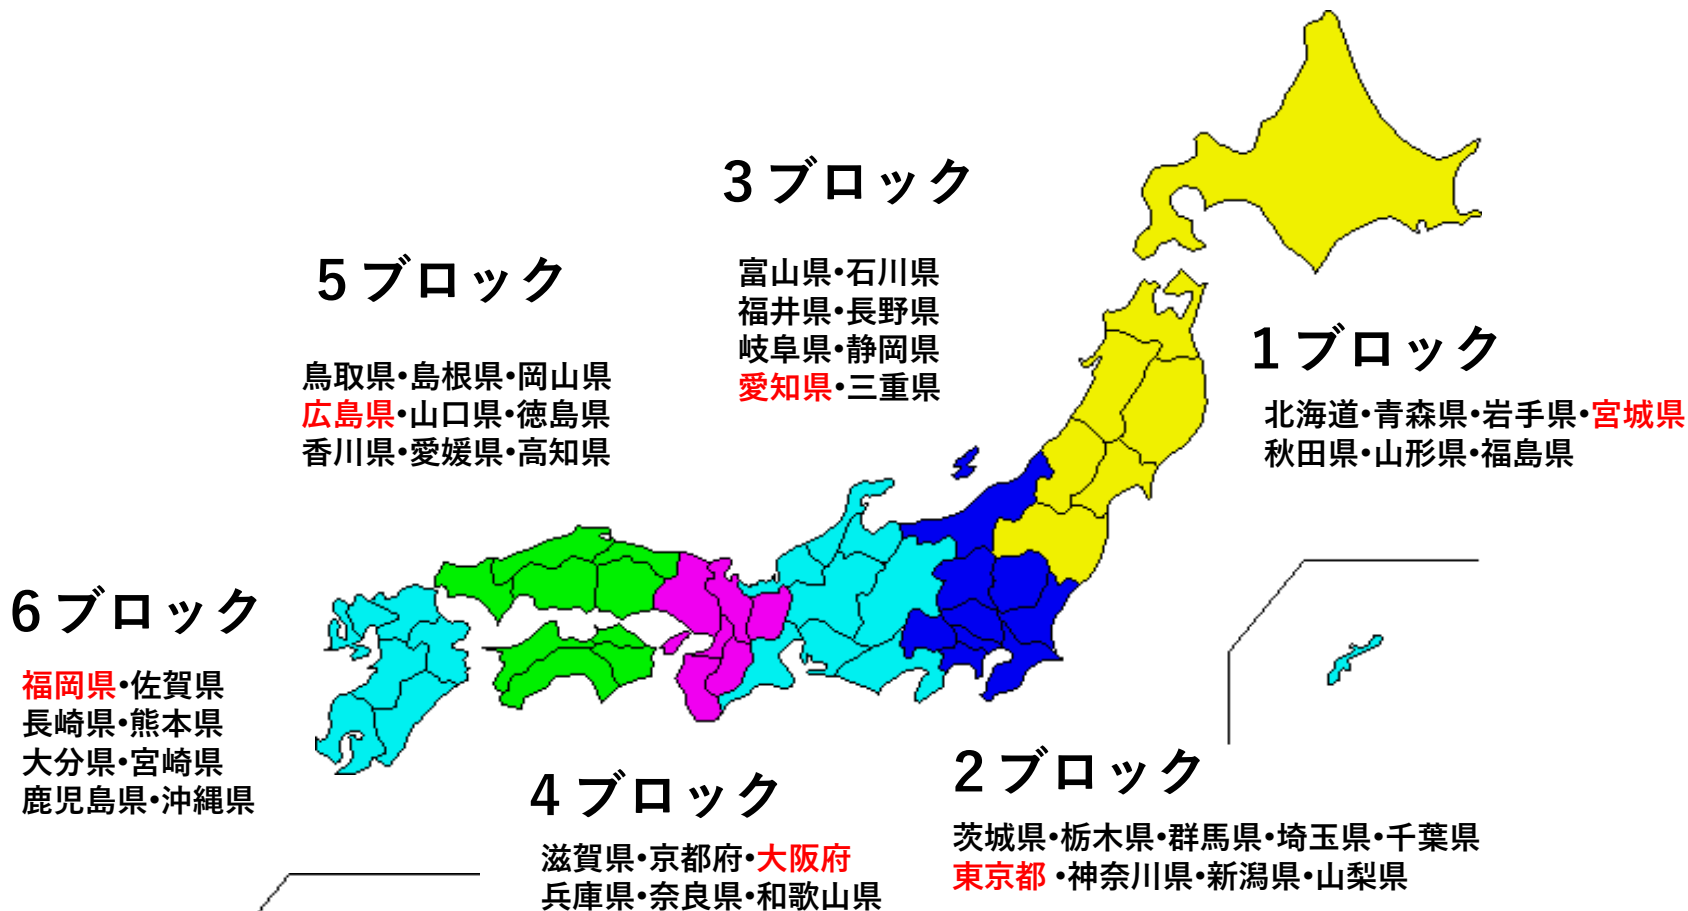 3ブロック
富山県・石川県
福井県・長野県
岐阜県・静岡県
愛知県・三重県
5ブロック
鳥取県・島根県・岡山県
広島県・山口県・徳島県
香川県・愛媛県・高知県
1ブロック
北海道・青森県・岩手県・宮城県
秋田県・山形県・福島県
6ブロック
福岡県・佐賀県
長崎県・熊本県
大分県・宮崎県
鹿児島県・沖縄県
4ブロック
滋賀県・京都府・大阪府
兵庫県・奈良県・和歌山県
2ブロック
茨城県・栃木県・群馬県・埼玉県・千葉県
東京都 ・神奈川県・新潟県・山梨県